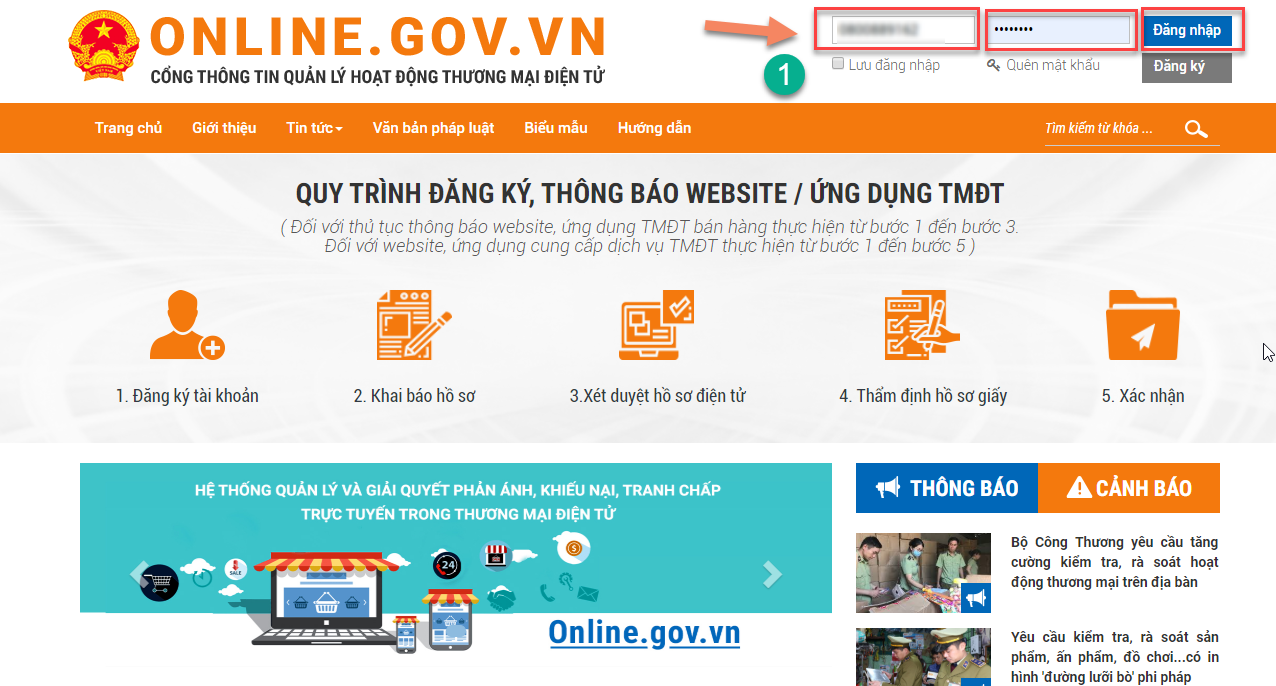 ONLINE.GOV.VN
CỔNG THÔNG TIN QUẢN LÝ HOẠT ĐỘNG THƯƠNG MẠI ĐIỆN TỬ
1
••••••••
Đăng nhập
Lưu đăng nhập
Quên mật khẩu
Đăng ký
Trang chủ
Giới thiệu
Tin tức
Văn bản pháp luật
Biểu mẫu
Hướng dẫn
Tìm kiếm từ khóa ...
QUY TRÌNH ĐĂNG KÝ, THÔNG BÁO WEBSITE / ỨNG DỤNG TMĐT
( Đối với thủ tục thông báo website, ứng dụng TMĐT bán hàng thực hiện từ bước 1 đến bước 3.
Đối với website, ứng dụng cung cấp dịch vụ TMĐT thực hiện từ bước 1 đến bước 5 )
1. Đăng ký tài khoản
2. Khai báo hồ sơ
3.Xét duyệt hồ sơ điện tử
4. Thẩm định hồ sơ giấy
5. Xác nhận
HỆ THỐNG QUẢN LÝ VÀ GIẢI QUYẾT PHẢN ÁNH, KHIẾU NẠI, TRANH CHẤP
TRỰC TUYẾN TRONG THƯƠNG MẠI ĐIỆN TỬ
SALE
24
Online.gov.vn
THÔNG BÁO
CẢNH BÁO
Bộ Công Thương yêu cầu tăng
cường kiểm tra, rà soát hoạt
động thương mại trên địa bàn
Yêu cầu kiểm tra, rà soát sản
phẩm, ấn phẩm, đồ chơi...có in
hình 'đường lưỡi bò' phi pháp